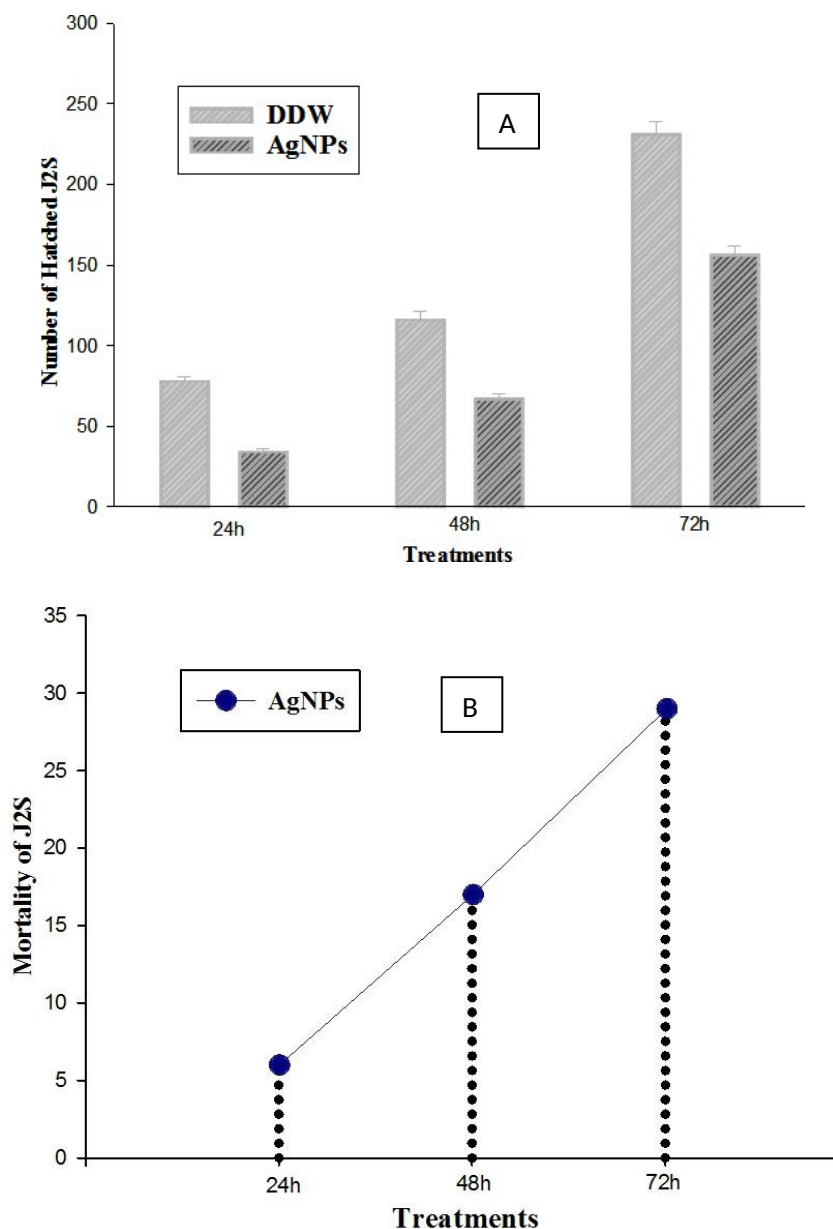 300
250
200
150
100
50
0
Number of Hatched J2S
DDW
AgNPs
A
24h 48h 72h
Treatments
35
30
25
20
15
10
5
0
Mortality of J2S
AgNPs
B
24h 48h 72h
Treatments